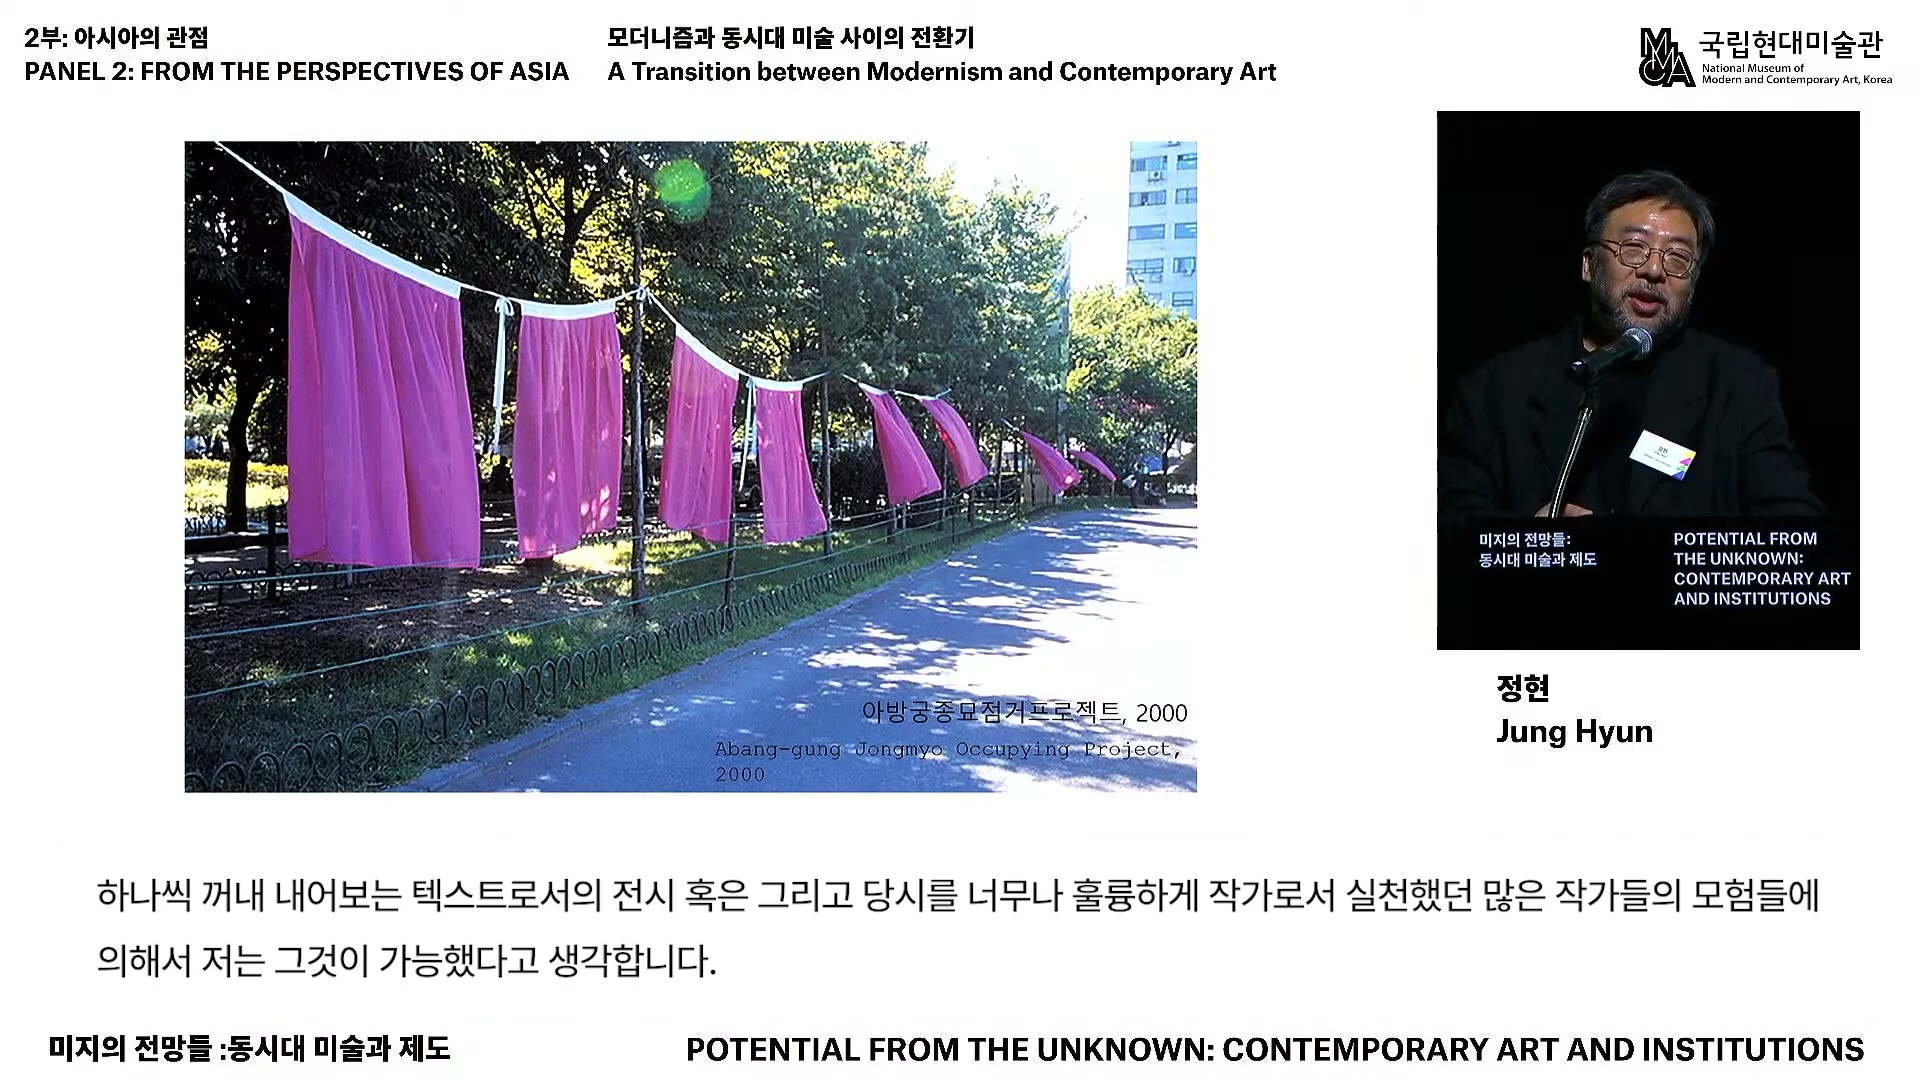 2부: 아시아의 관점
PANEL 2: FROM THE PERSPECTIVES OF ASIA
모더니즘과 동시대 미술 사이의 전환기
A Transition between Modernism and Contemporary Art
MMCA
국립현대미술관
National Museum of
Modern and Contemporary Art, Korea
아방궁종묘점거프로젝트, 2000
Abang-gung Jongmyo Occupying Project,
2000
미지의 전망들:
동시대 미술과 제도
POTENTIAL FROM
THE UNKNOWN:
CONTEMPORARY ART
AND INSTITUTIONS
정현
Jung Hyun
하나씩 꺼내 내어보는 텍스트로서의 전시 혹은 그리고 당시를 너무나 훌륭하게 작가로서 실천했던 많은 작가들의 모험들에
의해서 저는 그것이 가능했다고 생각합니다.
미지의 전망들 :동시대 미술과 제도
POTENTIAL FROM THE UNKNOWN: CONTEMPORARY ART AND INSTITUTIONS